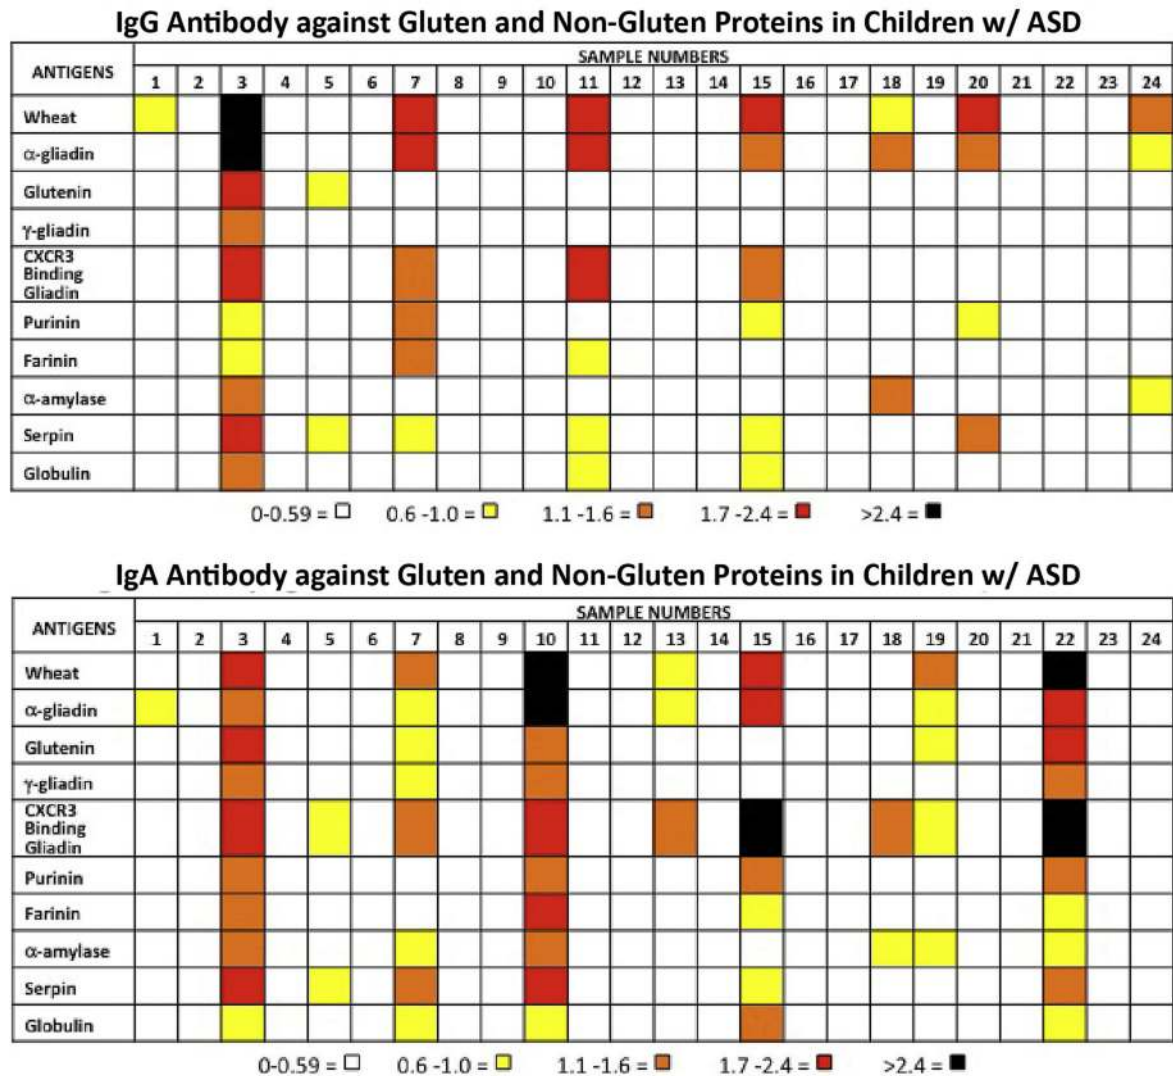 IgG Antibody against Gluten and Non-Gluten Proteins in Children w/ ASD
ANTIGENS
SAMPLE NUMBERS
1 2 3 4 5 6 7 8 9 10 11 12 13 14 15 16 17 18 19 20 21 22 23 24
Wheat
α-gliadin
Glutenin
γ-gliadin
CXCR3
Binding
Gliadin
Purinin
Farinin
α-amylase
Serpin
Globulin
0-0.59 = 0.6 -1.0 = 1.1 -1.6 = 1.7 -2.4 = >2.4 =
IgA Antibody against Gluten and Non-Gluten Proteins in Children w/ ASD
ANTIGENS
SAMPLE NUMBERS
1 2 3 4 5 6 7 8 9 10 11 12 13 14 15 16 17 18 19 20 21 22 23 24
Wheat
α-gliadin
Glutenin
γ-gliadin
CXCR3
Binding
Gliadin
Purinin
Farinin
α-amylase
Serpin
Globulin
0-0.59 = 0.6 -1.0 = 1.1 -1.6 = 1.7 -2.4 = >2.4 =